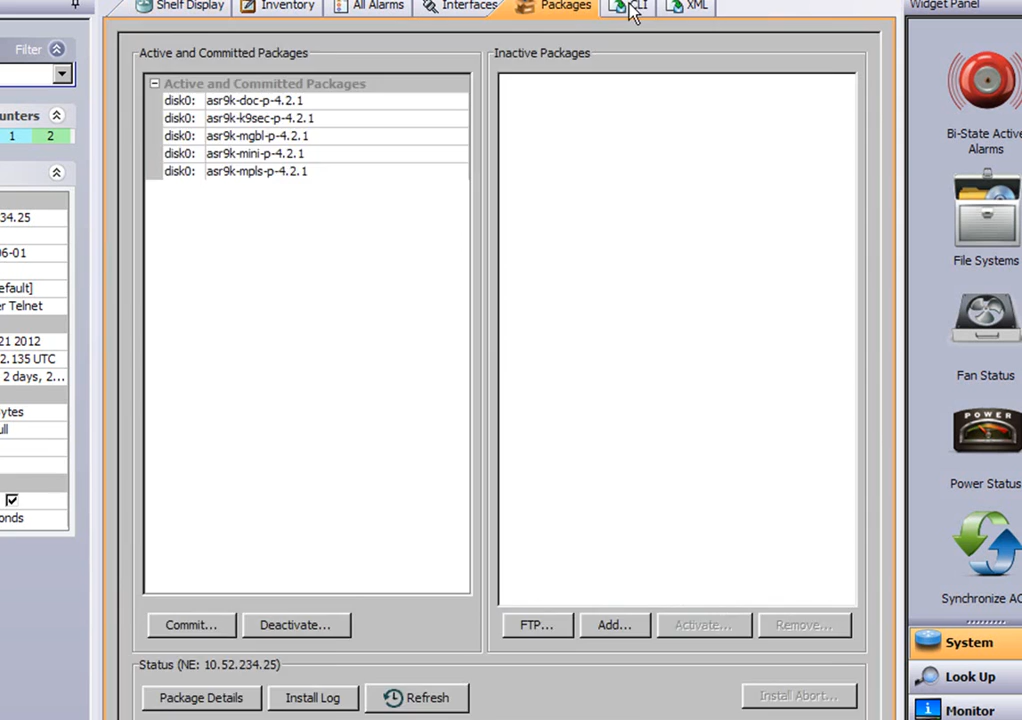 Shelf Display
Inventory
All Alarms
Interfaces
Packages
CLI
XML
Widget Panel
Filter
unters
1
2
34.25
06-01
efault]
er Telnet
21 2012
2.135 UTC
2 days, 2...
ytes
ull
onds
Active and Committed Packages
Active and Committed Packages
disk0: asr9k-doc-p-4.2.1
disk0: asr9k-k9sec-p-4.2.1
disk0: asr9k-mgbl-p-4.2.1
disk0: asr9k-mini-p-4.2.1
disk0: asr9k-mpls-p-4.2.1
Commit...
Deactivate...
Inactive Packages
FTP...
Add...
Activate...
Remove...
Status (NE: 10.52.234.25)
Package Details
Install Log
Refresh
Install Abort...
Bi-State Active
Alarms
File Systems
Fan Status
POWER
Power Status
Synchronize AC
System
Look Up
Monitor